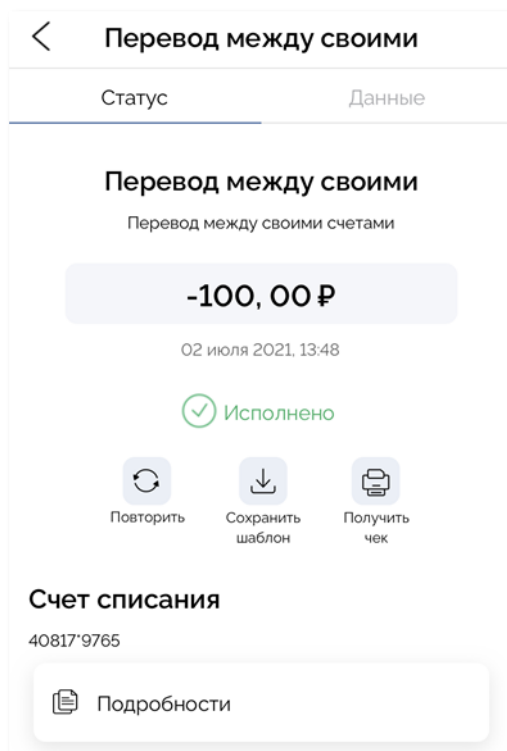 Перевод между своими
Статус Данные
Перевод между своими
Перевод между своими счетами
-100, 00 ₽
02 июля 2021, 13:48
Исполнено
Повторить Сохранить Получить
шаблон чек
Счет списания
40817*9765
Подробности